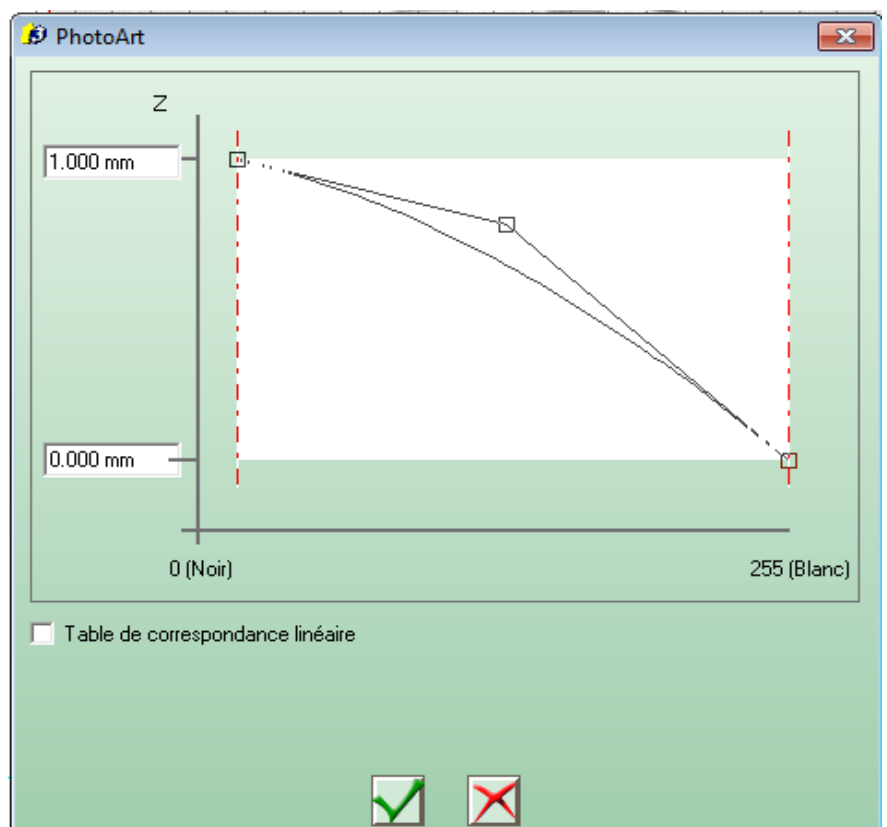 PhotoArt
Z
1.000 mm
0.000 mm
0 (Noir)
255 (Blanc)
Table de correspondance linéaire